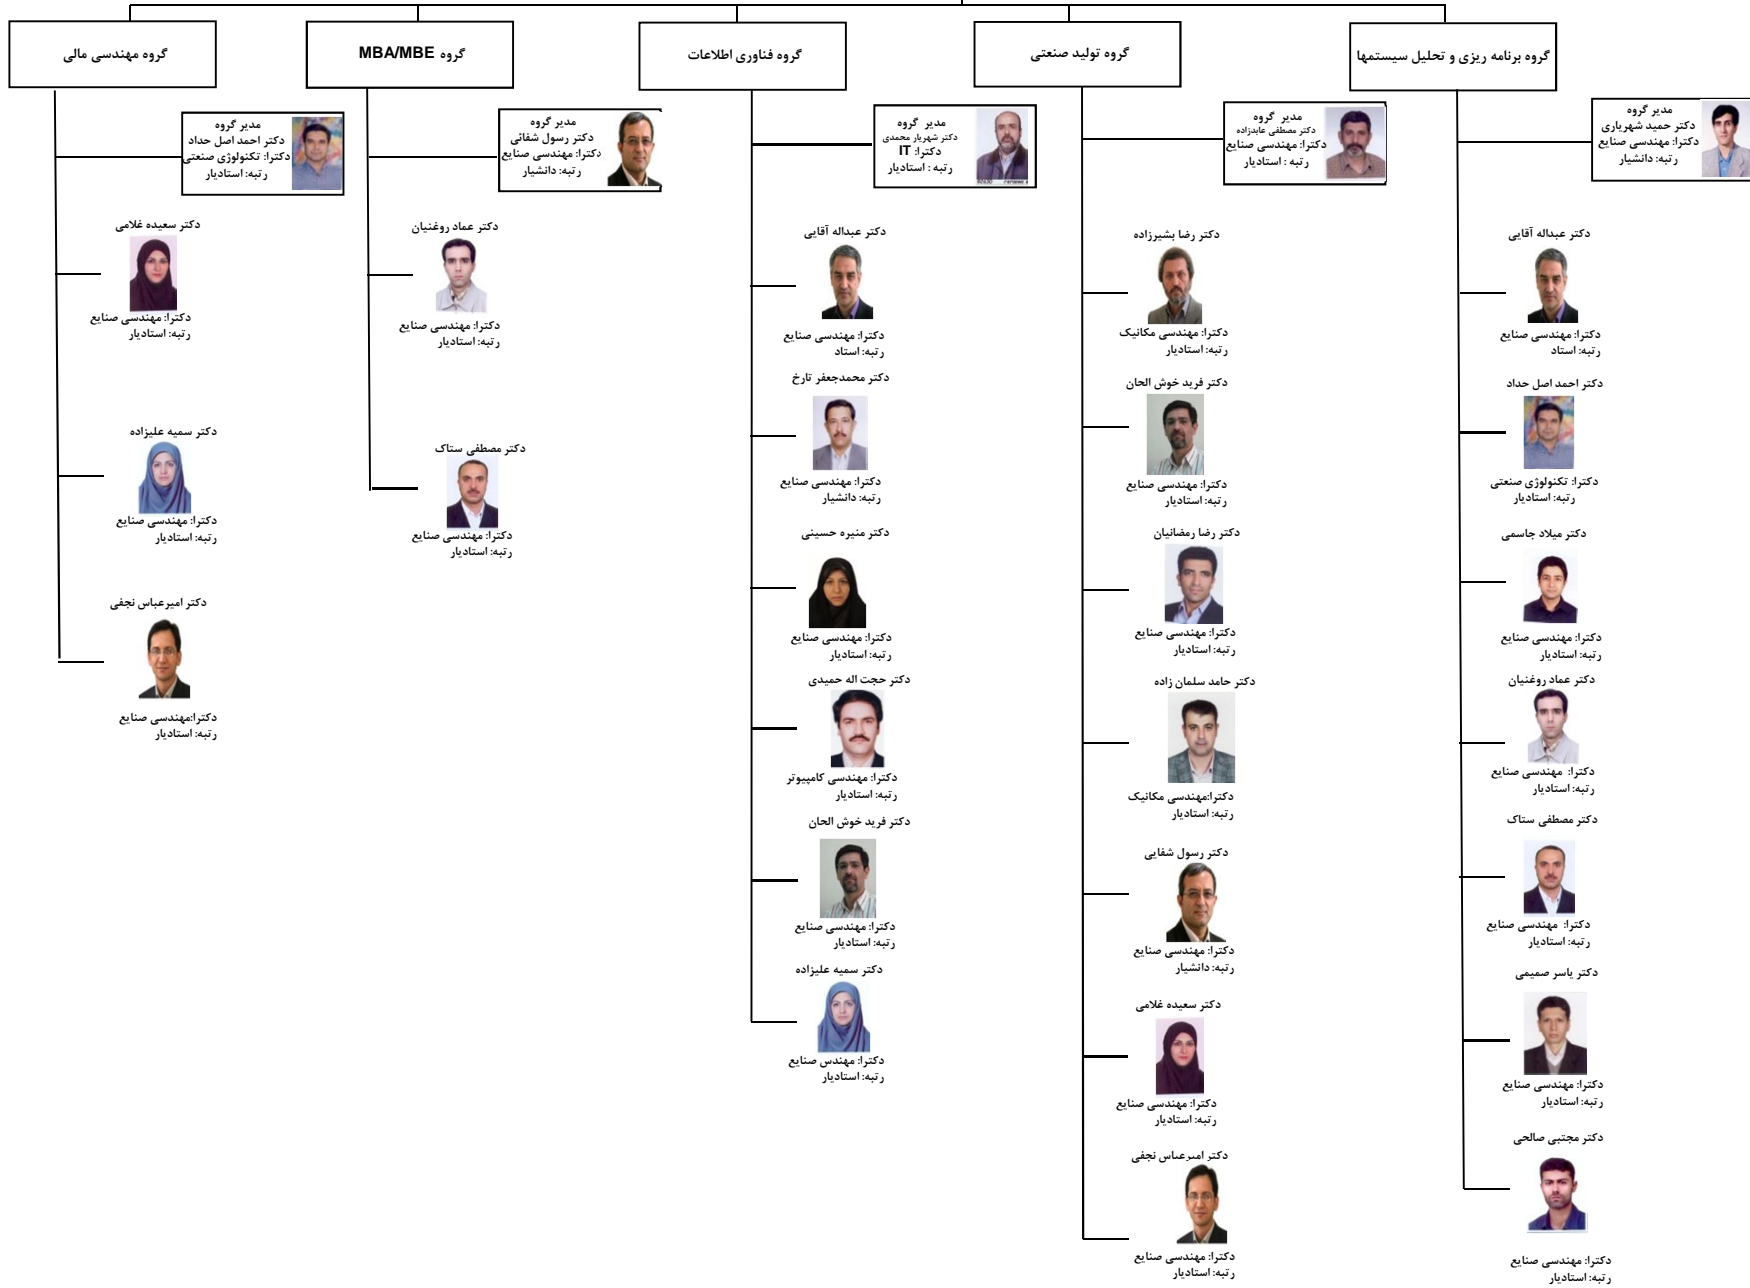 گروه برنامه ریزی و تحلیل سیستمها
مدیر گروه
دکتر حمید شهریاری
دکترا: مهندسی صنایع
رتبه: دانشیار
دکتر عبداله آقایی
دکترا: مهندسی صنایع
رتبه: استاد
دکتر احمد اصل حداد
دکترا: تکنولوژی صنعتی
رتبه: استادیار
دکتر میلاد جاسمی
دکترا: مهندسی صنایع
رتبه: استادیار
دکتر عماد روغنیان
دکترا: مهندسی صنایع
رتبه: استادیار
دکتر مصطفی ستاک
دکترا: مهندسی صنایع
رتبه: استادیار
دکتر یاسر صمیمی
دکترا: مهندسی صنایع
رتبه: استادیار
دکتر مجتبی صالحی
دکترا: مهندسی صنایع
رتبه: استادیار
گروه تولید صنعتی
مدیر گروه
دکتر مصطفی عابدزاده
دکترا: مهندسی صنایع
رتبه : استادیار
دکتر رضا بشیرزاده
دکترا: مهندسی مکانیک
رتبه: استادیار
دکتر فرید خوش الحان
دکترا: مهندسی صنایع
رتبه: استادیار
دکتر رضا رمضانیان
دکترا: مهندسی صنایع
رتبه: استادیار
دکتر حامد سلمان زاده
دکترا:مهندسی مکانیک
رتبه: استادیار
دکتر رسول شفایی
دکترا: مهندسی صنایع
رتبه: دانشیار
دکتر سعیده غلامی
دکترا: مهندسی صنایع
رتبه: استادیار
دکتر امیرعباس نجفی
دکترا: مهندسی صنایع
رتبه: استادیار
گروه فناوری اطلاعات
مدیر گروه
دکتر شهریار محمدی
دکترا: IT
رتبه : استادیار
دکتر عبداله آقایی
دکترا: مهندسی صنایع
رتبه: استاد
دکتر محمدجعفر تارخ
دکترا: مهندسی صنایع
رتبه: دانشیار
دکتر منیره حسینی
دکترا: مهندسی صنایع
رتبه: استادیار
دکتر حجت اله حمیدی
دکترا: مهندسی کامپیوتر
رتبه: استادیار
دکتر فرید خوش الحان
دکترا: مهندسی صنایع
رتبه: استادیار
دکتر سمیه علیزاده
دکترا: مهندس صنایع
رتبه: استادیار
گروه MBA/MBE
مدیر گروه
دکتر رسول شفائی
دکترا: مهندسی صنایع
رتبه: دانشیار
دکتر عماد روغنیان
دکترا: مهندسی صنایع
رتبه: استادیار
دکتر مصطفی ستاک
دکترا: مهندسی صنایع
رتبه: استادیار
گروه مهندسی مالی
مدیر گروه
دکتر احمد اصل حداد
دکترا: تکنولوژی صنعتی
رتبه: استادیار
دکتر سعیده غلامی
دکترا: مهندسی صنایع
رتبه: استادیار
دکتر سمیه علیزاده
دکترا: مهندسی صنایع
رتبه: استادیار
دکتر امیرعباس نجفی
دکترا:مهندسی صنایع
رتبه: استادیار